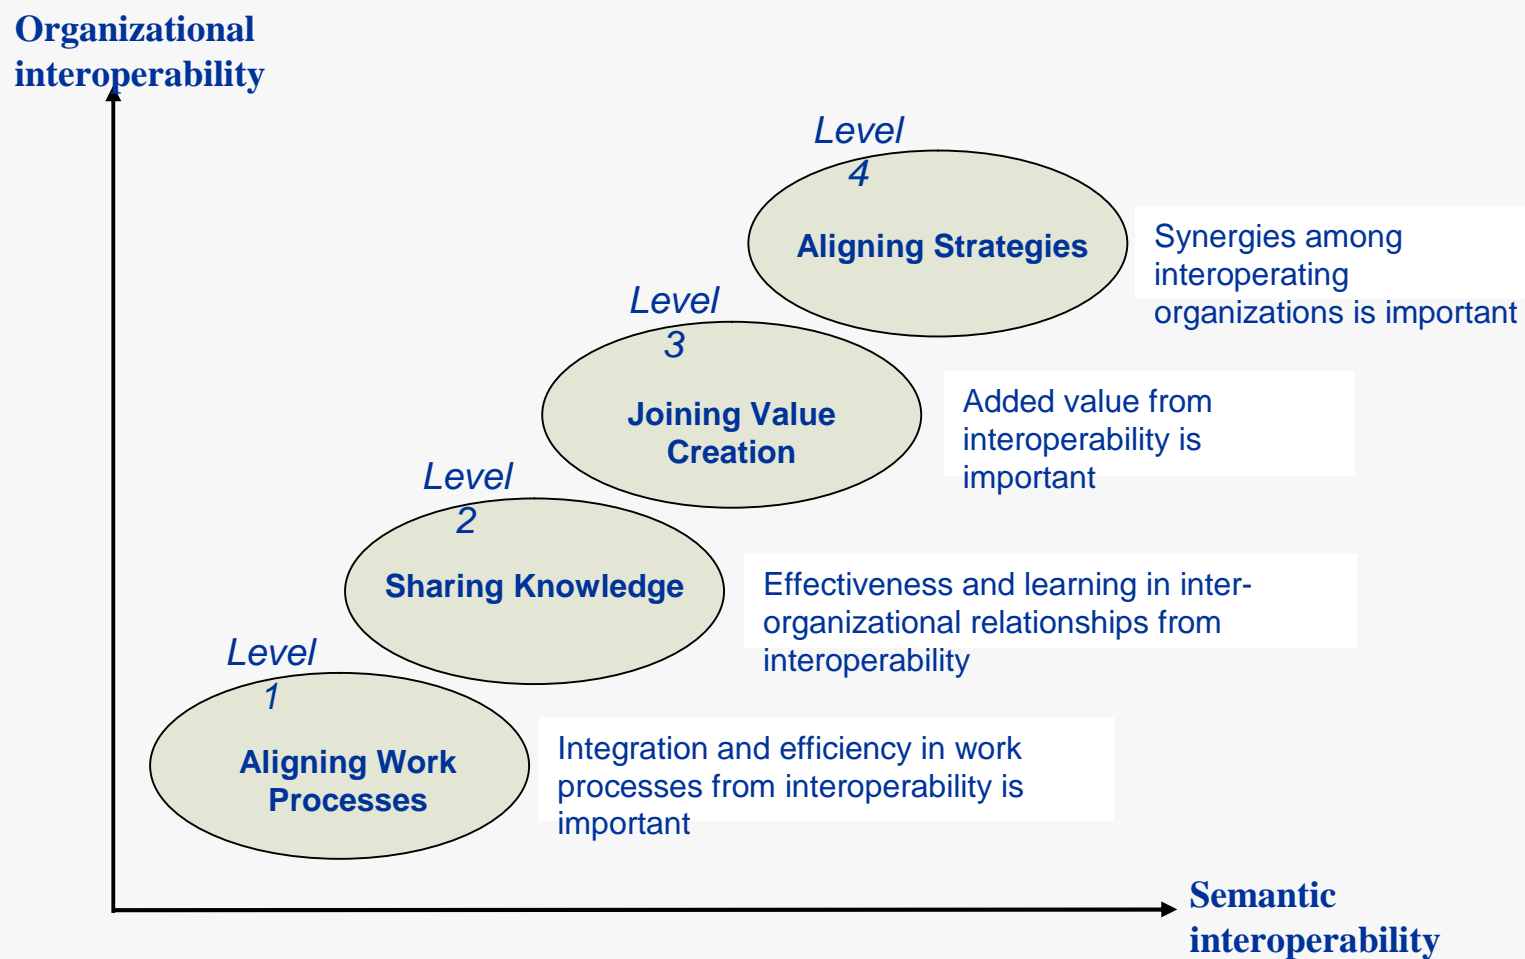 Organizational
interoperability
Level
4
Aligning Strategies
Synergies among
interoperating
organizations is important
Level
3
Joining Value
Creation
Added value from
interoperability is
important
Level
2
Sharing Knowledge
Effectiveness and learning in inter-
organizational relationships from
interoperability
Level
1
Aligning Work
Processes
Integration and efficiency in work
processes from interoperability is
important
Semantic
interoperability